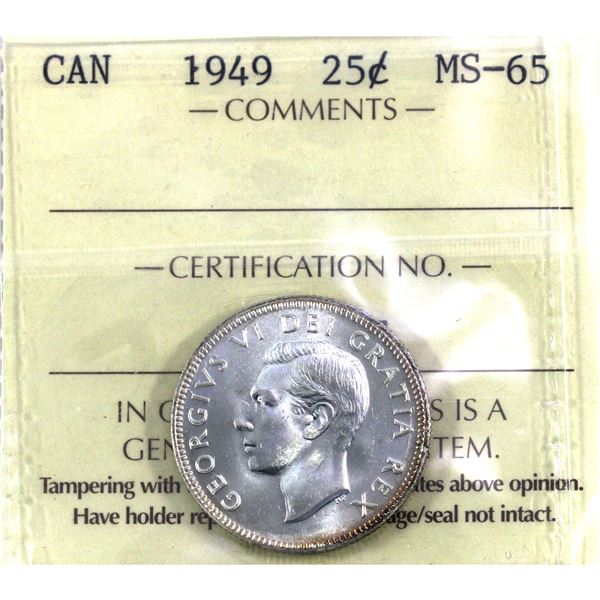 CAN 1949 25¢ MS-65
— COMMENTS —
— CERTIFICATION NO. —
GEORGIVS VI DEI GRATIA REX
HP
IN S IS A
GEN TEM.
Tampering with tes above opinion.
Have holder rep ge/seal not intact.